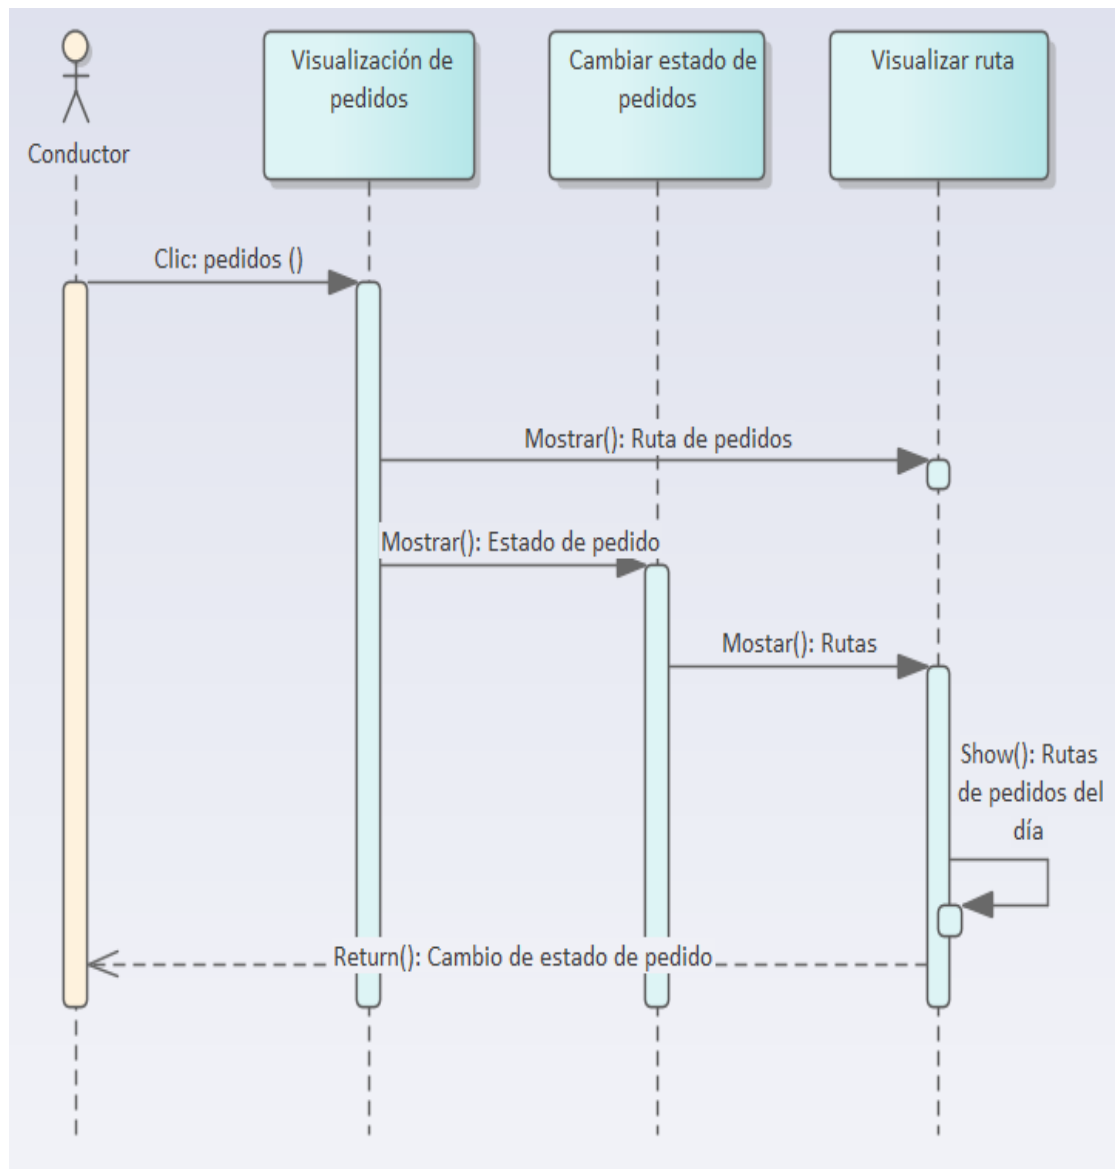 Visualización de
pedidos
Cambiar estado de
pedidos
Visualizar ruta
Conductor
Clic: pedidos ()
Mostrar(): Ruta de pedidos
Mostrar(): Estado de pedido
Mostar(): Rutas
Show(): Rutas
de pedidos del
día
Return(): Cambio de estado de pedido